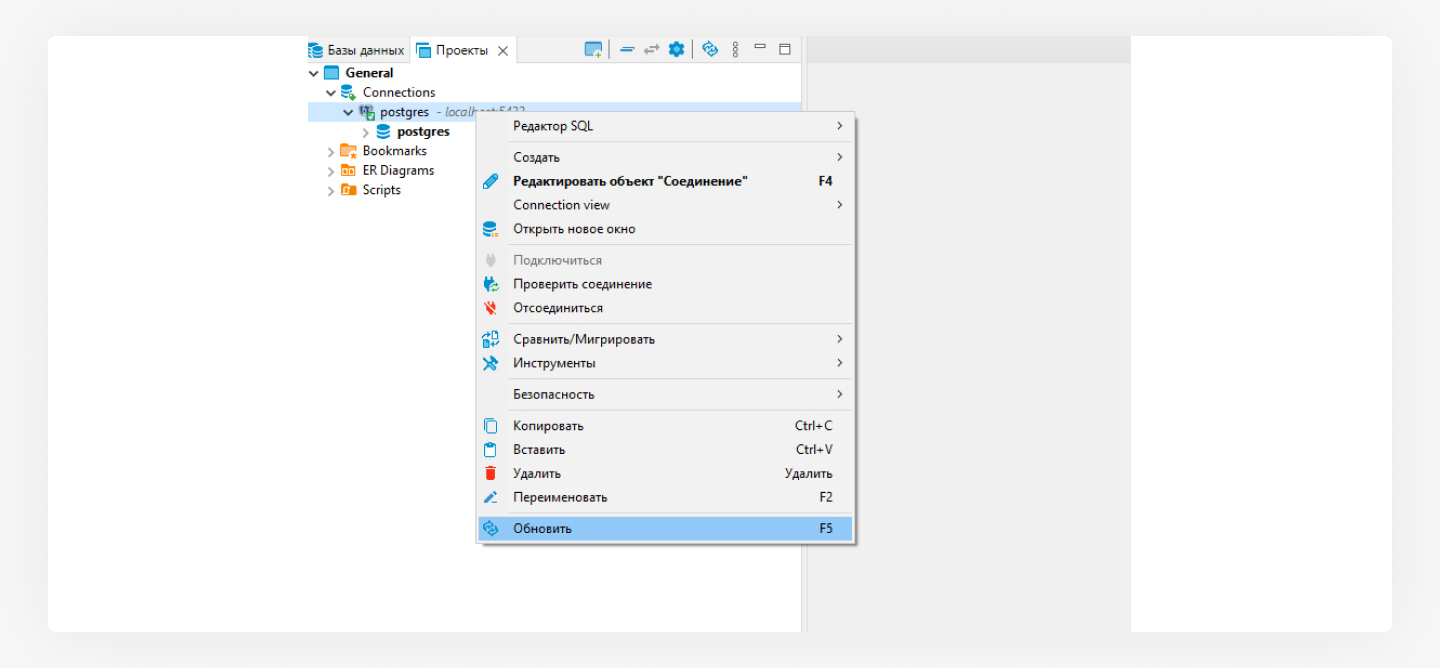 Базы данных Проекты
General
Connections
postgres - localhost:5432
postgres
Bookmarks
ER Diagrams
Scripts
Редактор SQL
Создать
Редактировать объект "Соединение" F4
Connection view
Открыть новое окно
Подключиться
Проверить соединение
Отсоединиться
Сравнить/Мигрировать
Инструменты
Безопасность
Копировать Ctrl+C
Вставить Ctrl+V
Удалить Удалить
Переименовать F2
Обновить F5